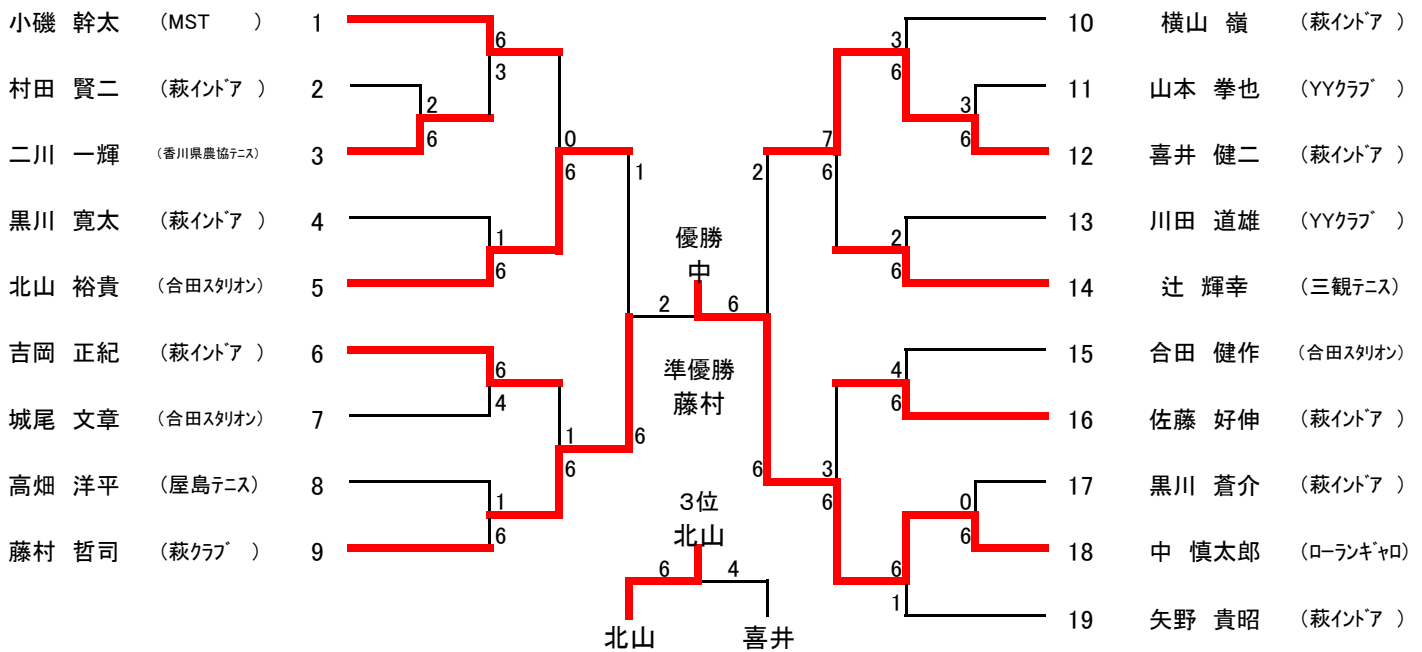 小磯 幹太 (MST ) 1
村田 賢二 (萩インドア ) 2
二川 一輝 (香川県農協テニス) 3
黒川 寛太 (萩インドア ) 4
北山 裕貴 (合田スタリオン) 5
吉岡 正紀 (萩インドア ) 6
城尾 文章 (合田スタリオン) 7
高畑 洋平 (屋島テニス) 8
藤村 哲司 (萩クラブ ) 9
6
3
2
6
0
6
1
1
6
6
4
1
6
6
1
6
優勝
中
2 6
準優勝
藤村
3位
北山
6 4
北山 喜井
3
6
3
6
7
6
2
2
6
4
6
6
3
6
0
6
6
1
10 横山 嶺 (萩インドア )
11 山本 拳也 (YYクラブ )
12 喜井 健二 (萩インドア )
13 川田 道雄 (YYクラブ )
14 辻 輝幸 (三観テニス)
15 合田 健作 (合田スタリオン)
16 佐藤 好伸 (萩インドア )
17 黒川 蒼介 (萩インドア )
18 中 慎太郎 (ローランギャロ)
19 矢野 貴昭 (萩インドア )